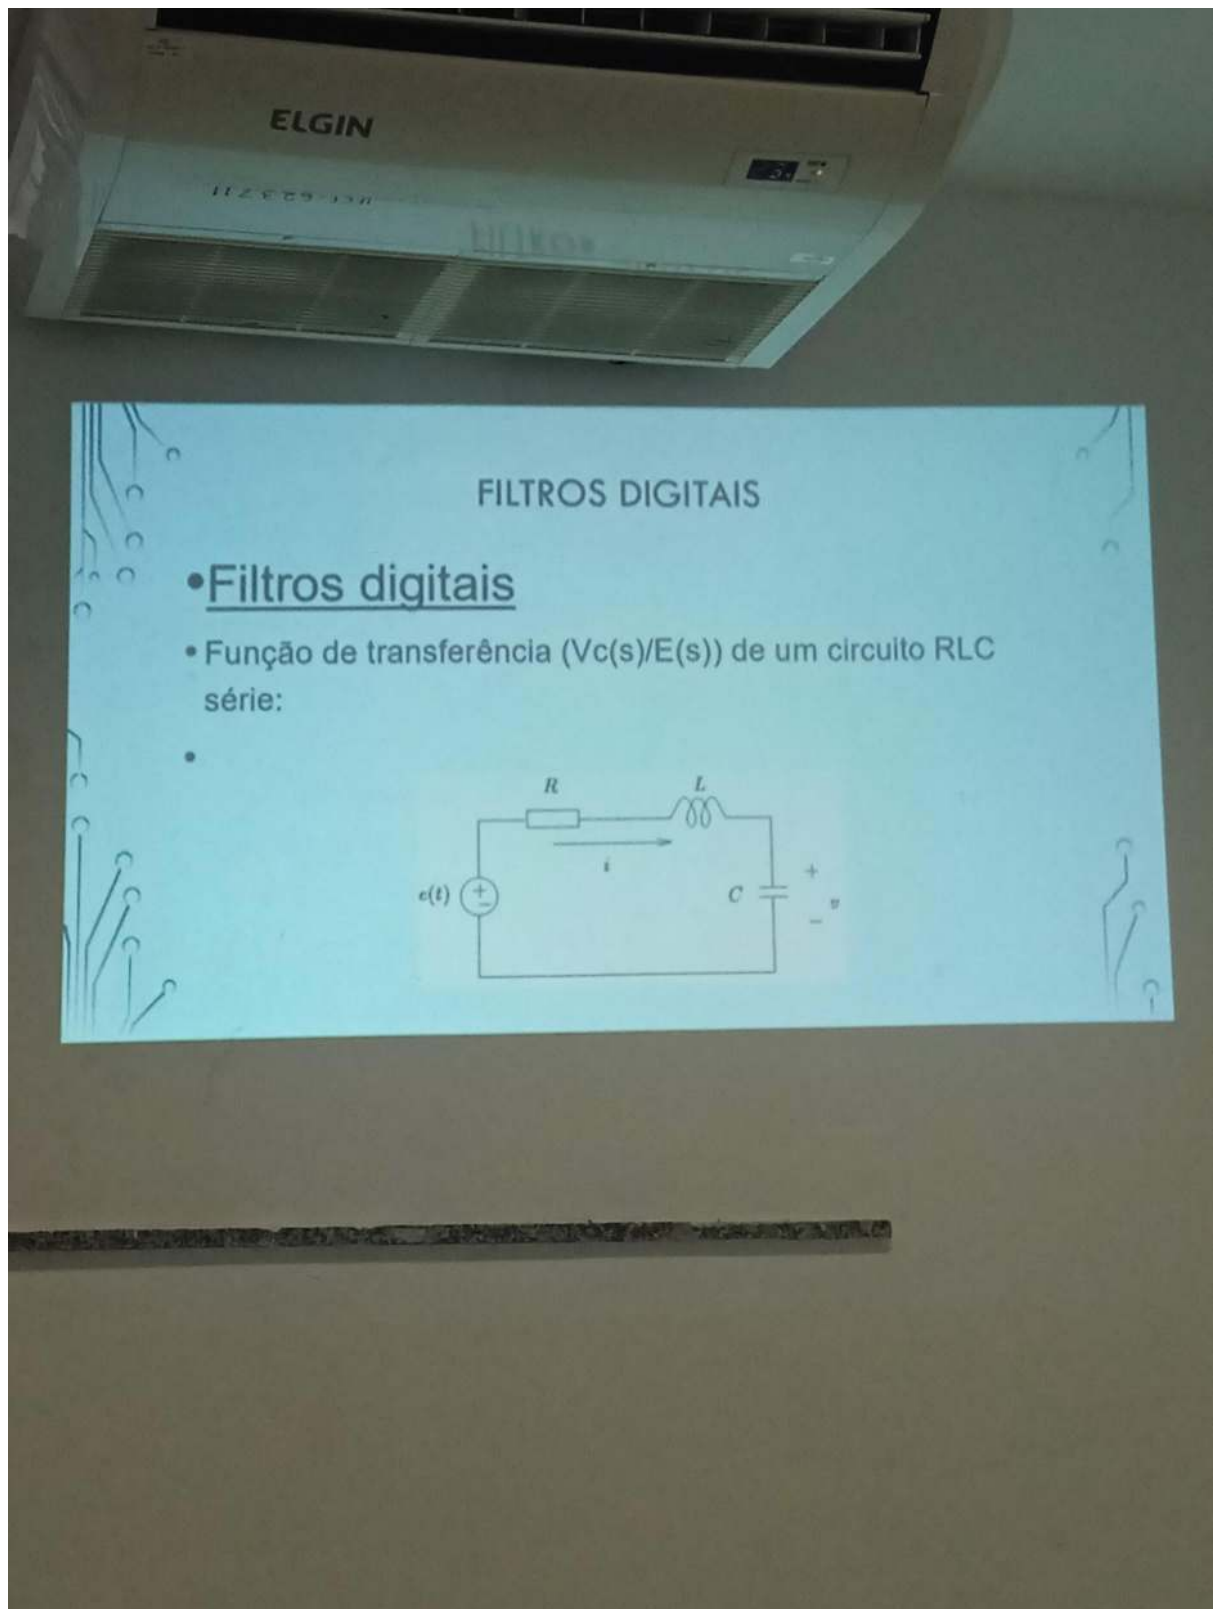 ELGIN
FILTROS DIGITAIS
•Filtros digitais
• Função de transferência (Vc(s)/E(s)) de um circuito RLC
série:
•
R
L
i
e(t)
+
−
C
+
v
−